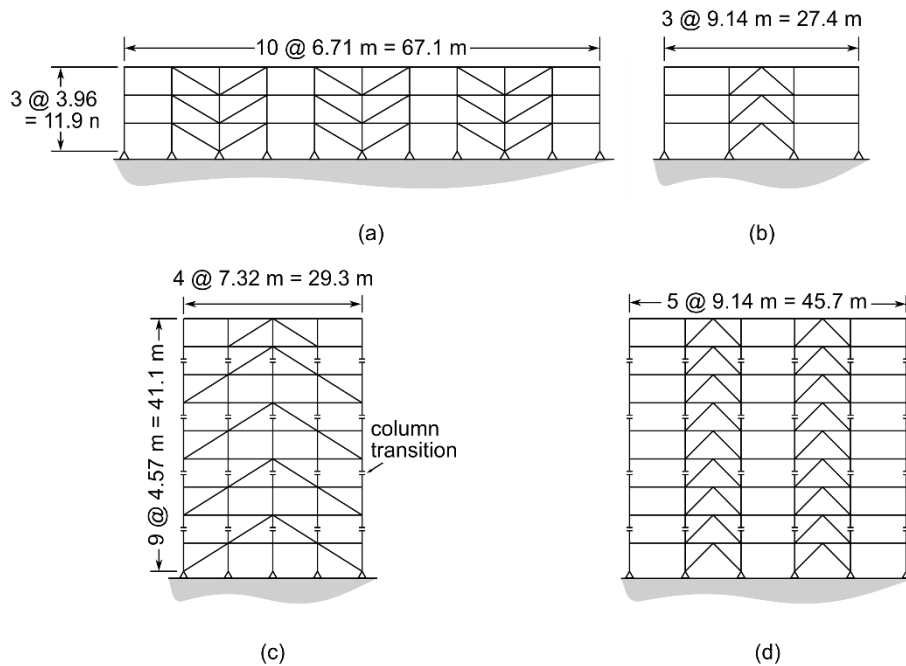 10 @ 6.71 m = 67.1 m
3 @ 9.14 m = 27.4 m
3 @ 3.96
= 11.9 n
(a)
(b)
4 @ 7.32 m = 29.3 m
5 @ 9.14 m = 45.7 m
9 @ 4.57 m = 41.1 m
column
transition
(c)
(d)